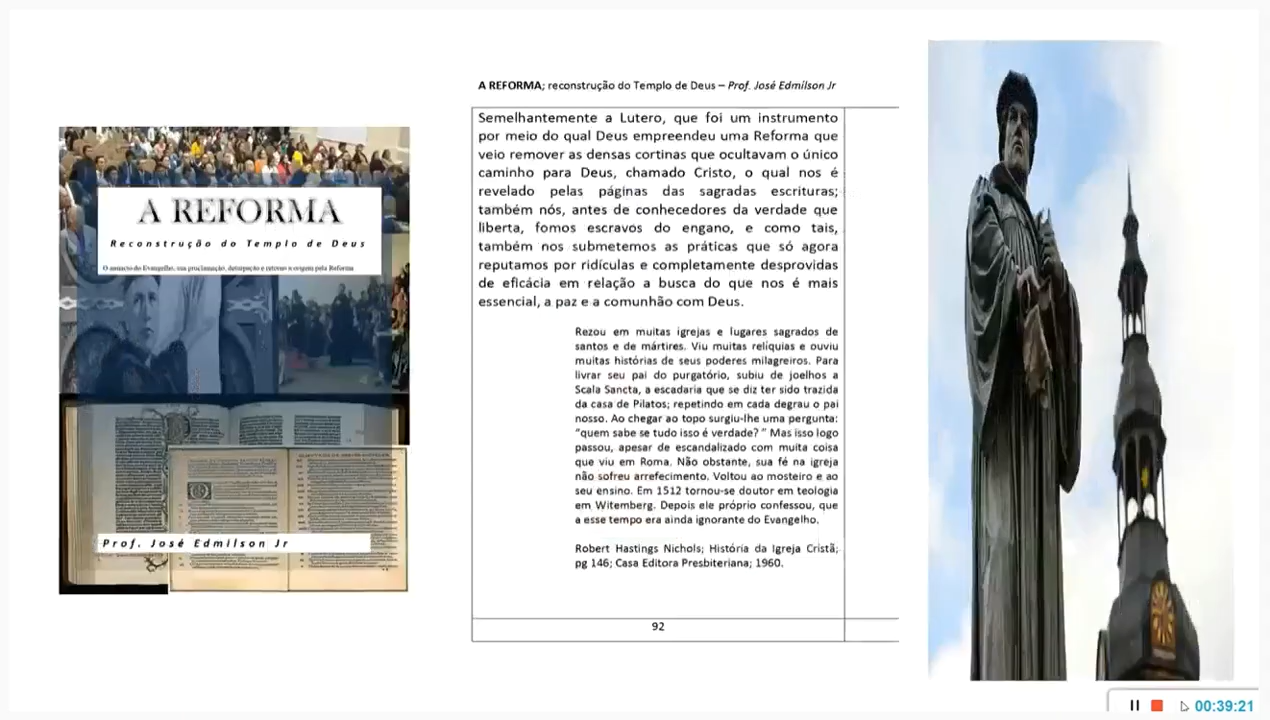 A REFORMA
Reconstrução do Templo de Deus
O anúncio do Evangelho, sua proclamação, deturpação e retorno a origem pela Reforma
Prof. José Edmilson Jr
A REFORMA; reconstrução do Templo de Deus – Prof. José Edmilson Jr
Semelhantemente a Lutero, que foi um instrumento
por meio do qual Deus empreendeu uma Reforma que
veio remover as densas cortinas que ocultavam o único
caminho para Deus, chamado Cristo, o qual nos é
revelado pelas páginas das sagradas escrituras;
também nós, antes de conhecedores da verdade que
liberta, fomos escravos do engano, e como tais,
também nos submetemos as práticas que só agora
reputamos por ridículas e completamente desprovidas
de eficácia em relação a busca do que nos é mais
essencial, a paz e a comunhão com Deus.
Rezou em muitas igrejas e lugares sagrados de
santos e de mártires. Viu muitas relíquias e ouviu
muitas histórias de seus poderes milagreiros. Para
livrar seu pai do purgatório, subiu de joelhos a
Scala Sancta, a escadaria que se diz ter sido trazida
da casa de Pilatos; repetindo em cada degrau o pai
nosso. Ao chegar ao topo surgiu-lhe uma pergunta:
"quem sabe se tudo isso é verdade? " Mas isso logo
passou, apesar de escandalizado com muita coisa
que viu em Roma. Não obstante, sua fé na igreja
não sofreu arrefecimento. Voltou ao mosteiro e ao
seu ensino. Em 1512 tornou-se doutor em teologia
em Witemberg. Depois ele próprio confessou, que
a esse tempo era ainda ignorante do Evangelho.
Robert Hastings Nichols; História da Igreja Cristã;
pg 146; Casa Editora Presbiteriana; 1960.
92
00:39:21